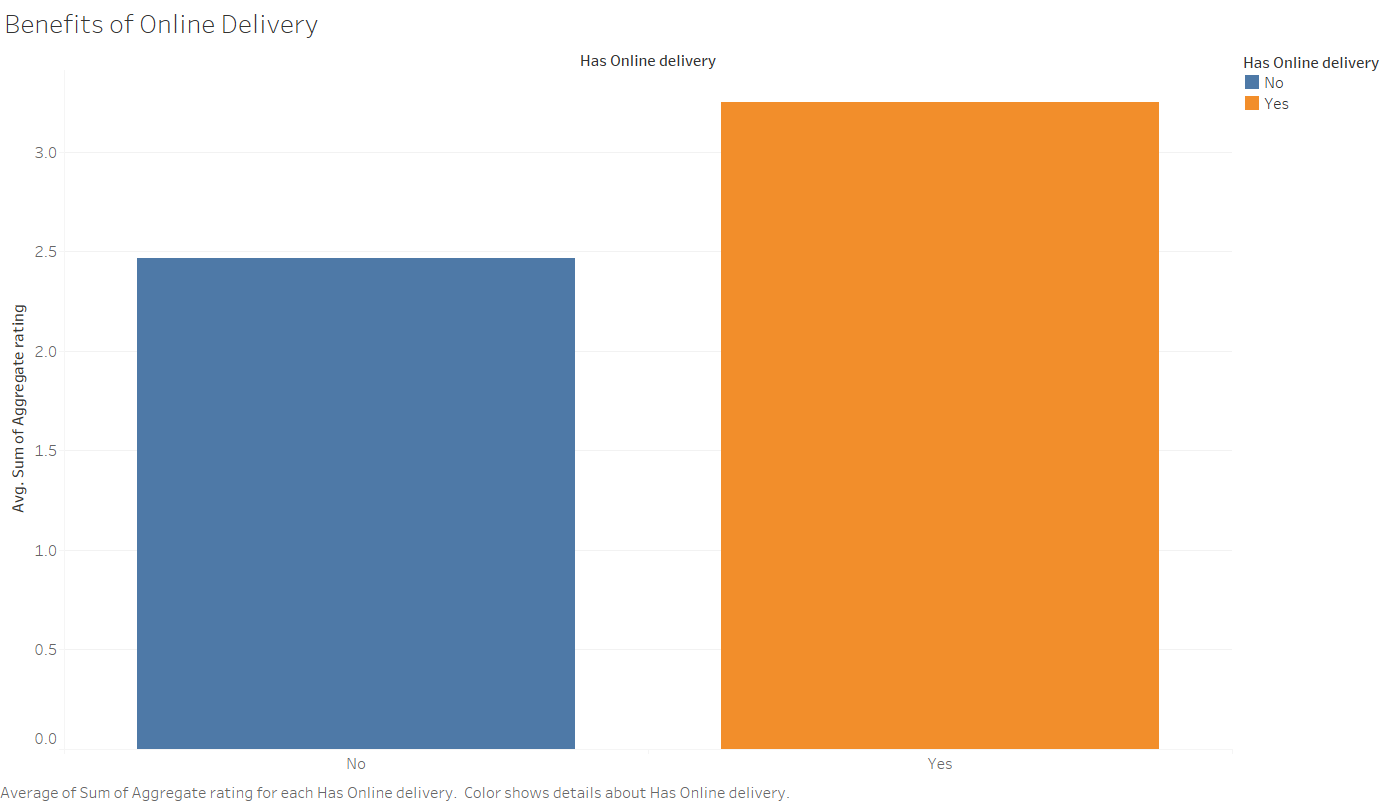 Benefits of Online Delivery
Has Online delivery
Has Online delivery
No
Yes
3.0
2.5
2.0
1.5
1.0
0.5
0.0
Avg. Sum of Aggregate rating
No
Yes
Average of Sum of Aggregate rating for each Has Online delivery.  Color shows details about Has Online delivery.